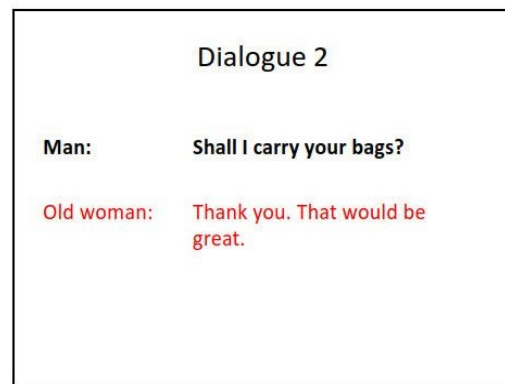 Dialogue 2
Man: Shall I carry your bags?
Old woman: Thank you. That would be
great.